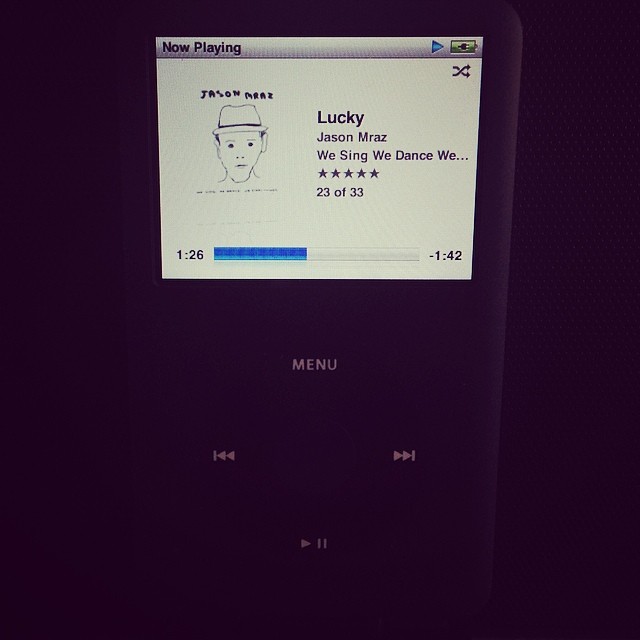 Now Playing
JASON MRAZ
Lucky
Jason Mraz
We Sing We Dance We...
★★★★★
23 of 33
1:26
-1:42
MENU